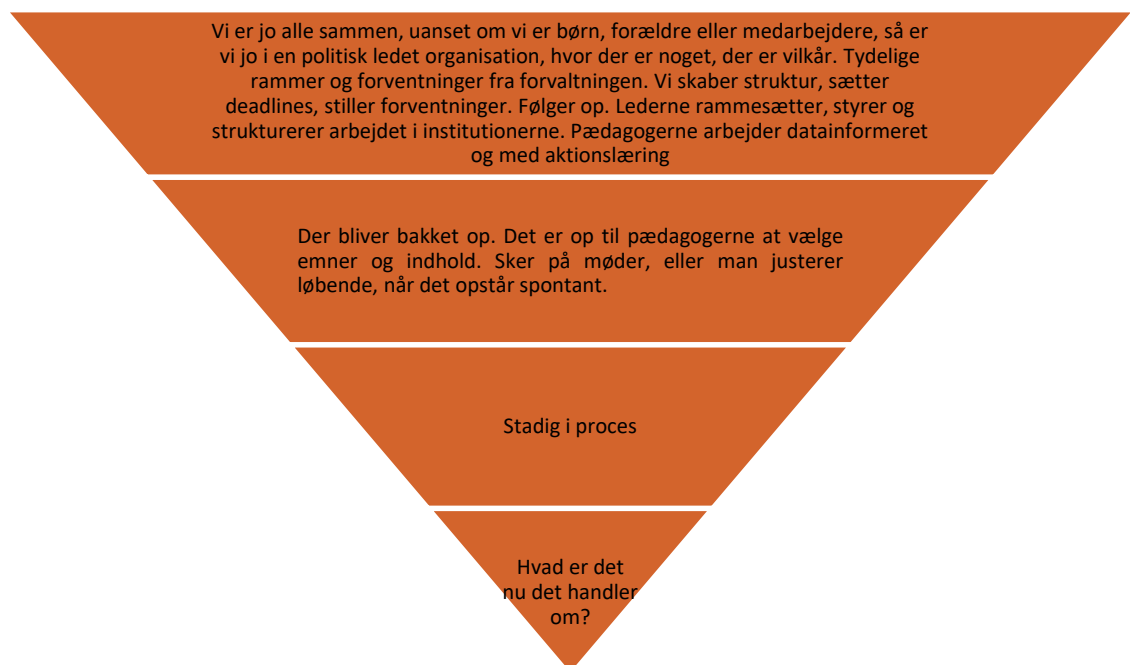 Vi er jo alle sammen, uanset om vi er børn, forældre eller medarbejdere, så er
vi jo i en politisk ledet organisation, hvor der er noget, der er vilkår. Tydelige
rammer og forventninger fra forvaltningen. Vi skaber struktur, sætter
deadlines, stiller forventninger. Følger op. Lederne rammesætter, styrer og
strukturerer arbejdet i institutionerne. Pædagogerne arbejder datainformeret
og med aktionslæring
Der bliver bakket op. Det er op til pædagogerne at vælge
emner og indhold. Sker på møder, eller man justerer
løbende, når det opstår spontant.
Stadig i proces
Hvad er det
nu det handler
om?